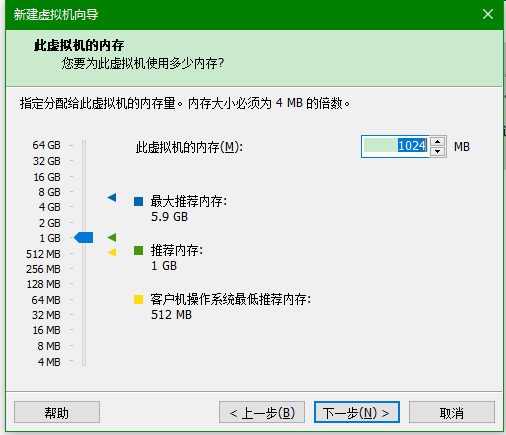 新建虚拟机向导
此虚拟机的内存
您要为此虚拟机使用多少内存?
指定分配给此虚拟机的内存量。内存大小必须为 4 MB 的倍数。
64 GB
此虚拟机的内存(M):
1024
MB
32 GB
16 GB
8 GB
4 GB
2 GB
1 GB
512 MB
256 MB
128 MB
64 MB
32 MB
16 MB
8 MB
4 MB
最大推荐内存:
5.9 GB
推荐内存:
1 GB
客户机操作系统最低推荐内存:
512 MB
帮助
< 上一步(B)
下一步(N) >
取消